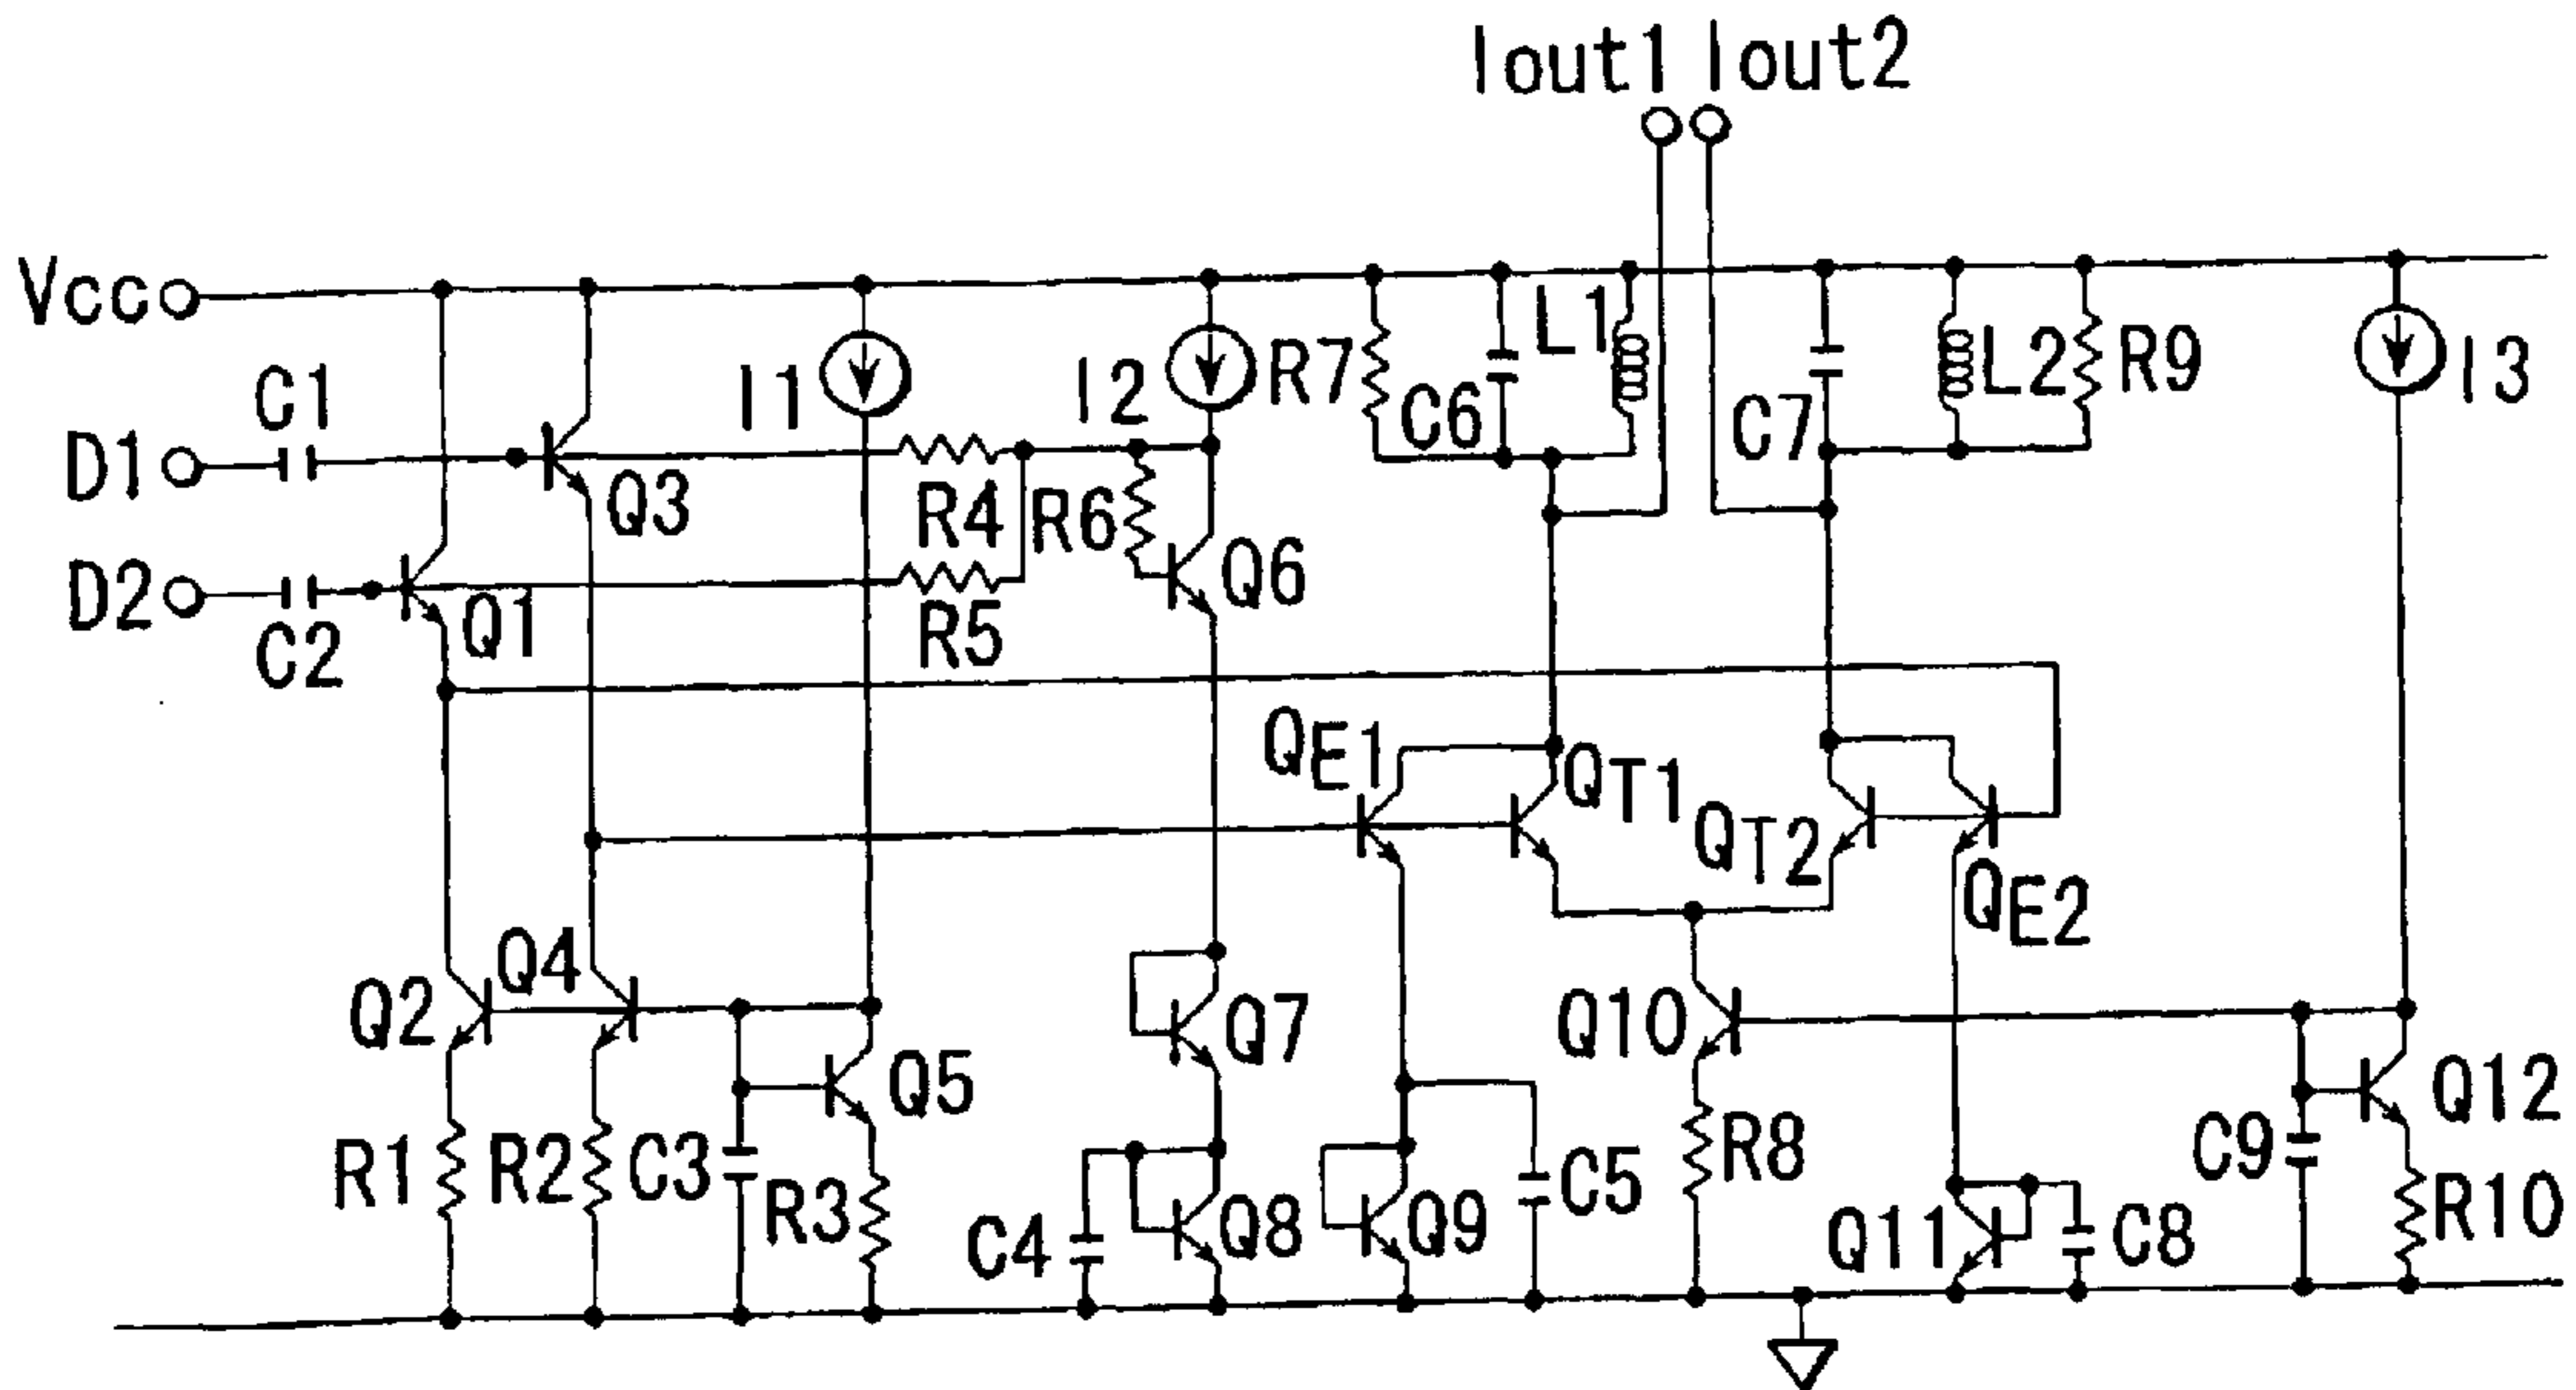 Iout1 Iout2
Vcc
C1
I1
I2
R7
C6
L1
C7
L2
R9
I3
D1
Q3
R4
R6
D2
C2
Q1
R5
Q6
QE1
QT1
QT2
QE2
Q2
Q4
Q5
Q7
Q10
Q12
R1
R2
C3
R3
C4
Q8
Q9
C5
R8
Q11
C8
C9
R10